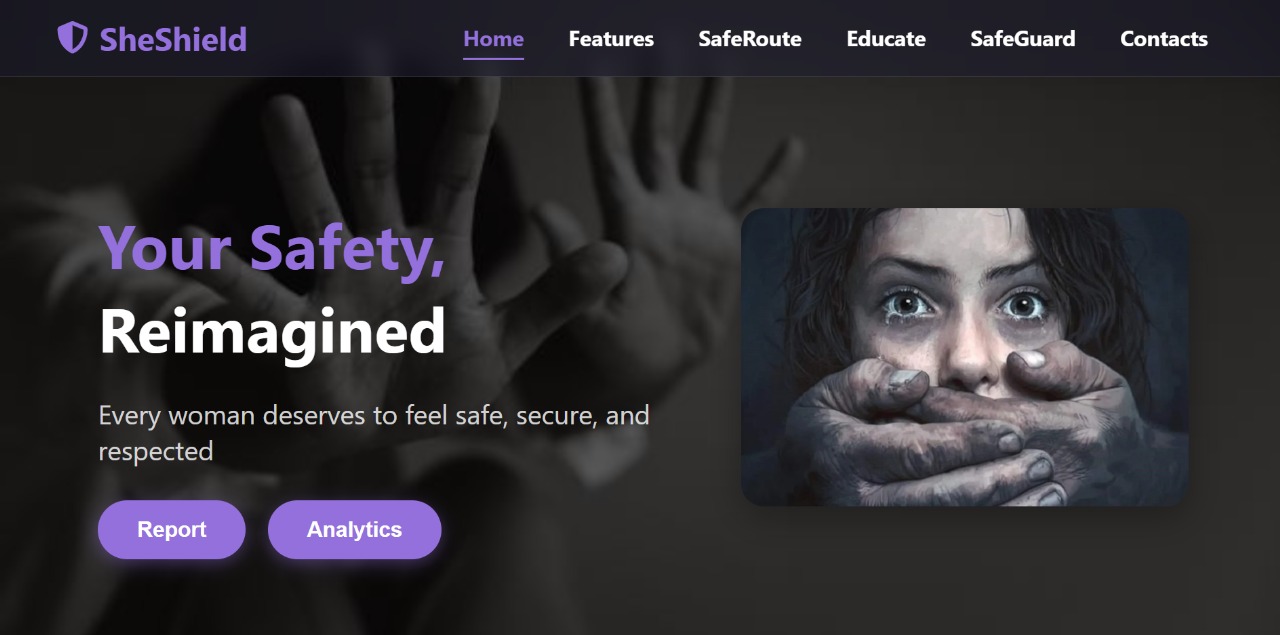 SheShield
Home Features SafeRoute Educate SafeGuard Contacts
Your Safety,
Reimagined
Every woman deserves to feel safe, secure, and
respected
Report Analytics